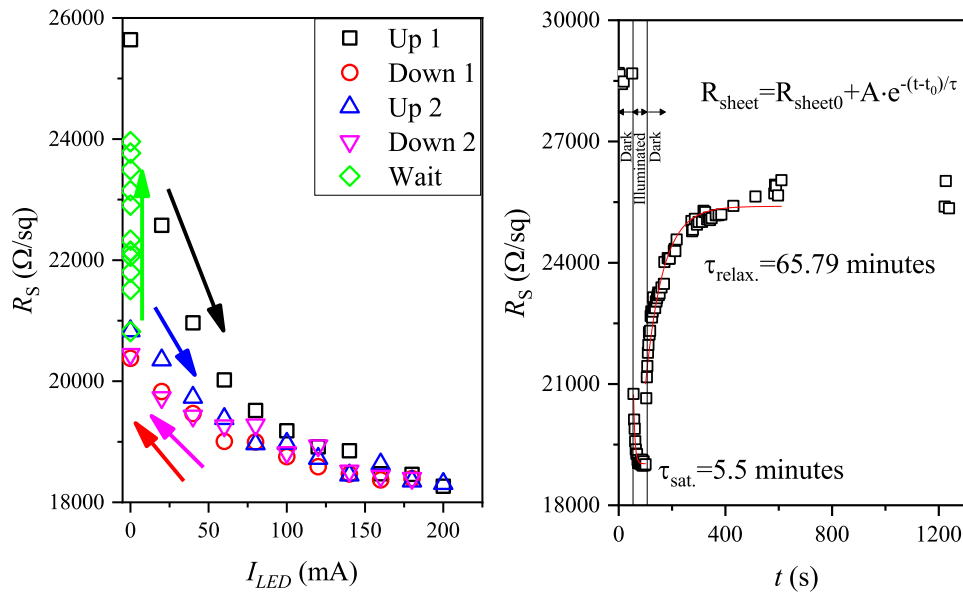 26000
24000
22000
20000
18000
R_S (Ω/sq)
0
50
100
150
200
I_LED (mA)
Up 1
Down 1
Up 2
Down 2
Wait
30000
27000
24000
21000
18000
R_S (Ω/sq)
0
400
800
1200
t (s)
R_sheet=R_sheet0+A·e^-(t-t_0)/τ
Dark
Illuminated
Dark
τ_relax.=65.79 minutes
τ_sat.=5.5 minutes